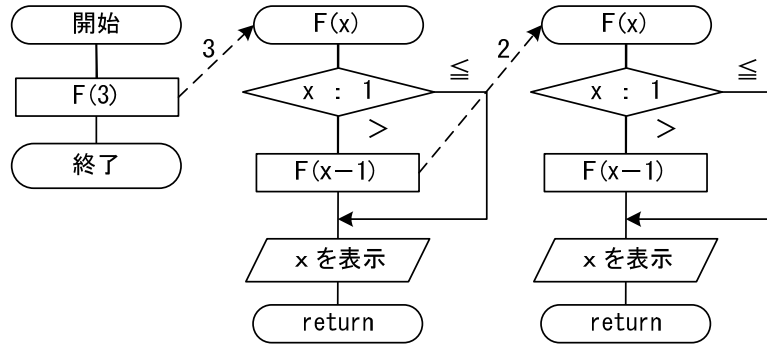 開始
F(3)
終了
3
F(x)
x : 1
≦
>
F(x−1)
x を表示
return
2
F(x)
x : 1
≦
>
F(x−1)
x を表示
return